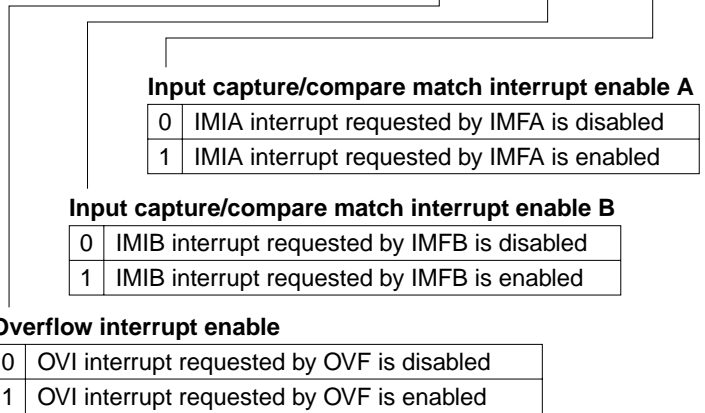 Input capture/compare match interrupt enable A
0 IMIA interrupt requested by IMFA is disabled
1 IMIA interrupt requested by IMFA is enabled
Input capture/compare match interrupt enable B
0 IMIB interrupt requested by IMFB is disabled
1 IMIB interrupt requested by IMFB is enabled
Overflow interrupt enable
0 OVI interrupt requested by OVF is disabled
1 OVI interrupt requested by OVF is enabled